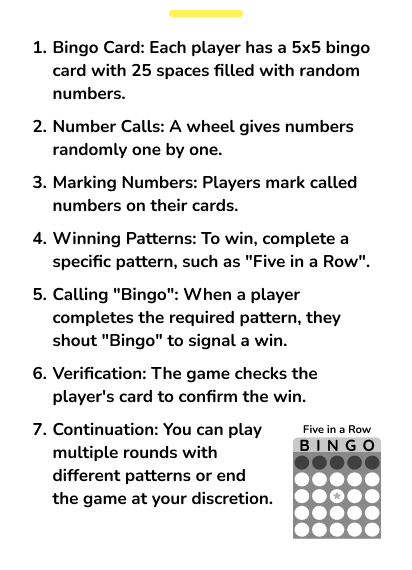 1. Bingo Card: Each player has a 5x5 bingo
card with 25 spaces filled with random
numbers.
2. Number Calls: A wheel gives numbers
randomly one by one.
3. Marking Numbers: Players mark called
numbers on their cards.
4. Winning Patterns: To win, complete a
specific pattern, such as "Five in a Row".
5. Calling "Bingo": When a player
completes the required pattern, they
shout "Bingo" to signal a win.
6. Verification: The game checks the
player's card to confirm the win.
7. Continuation: You can play
multiple rounds with
different patterns or end
the game at your discretion.
Five in a Row
B I N G O